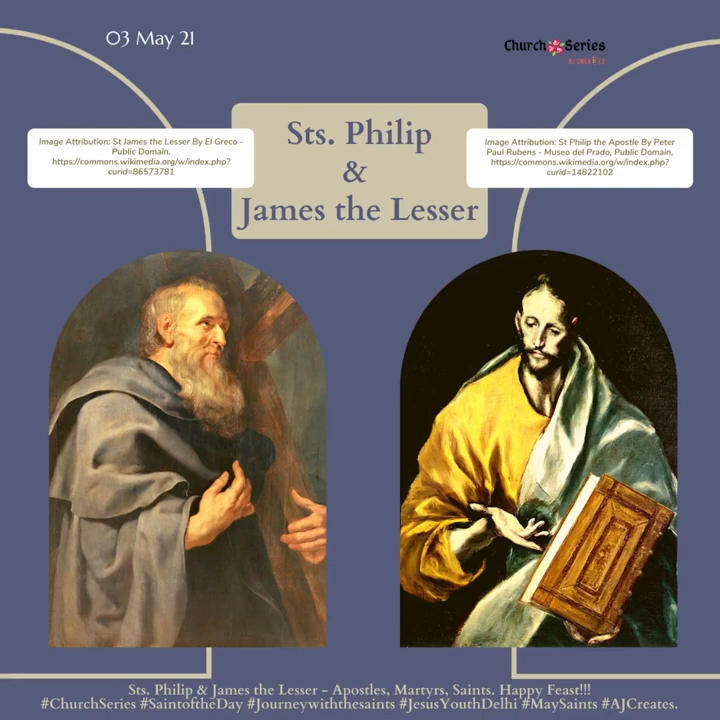 03 May 21
Church Series
AJ CREATES
Image Attribution: St James the Lesser By El Greco -
Public Domain,
https://commons.wikimedia.org/w/index.php?
curid=86573781
Sts. Philip
&
James the Lesser
Image Attribution: St Philip the Apostle By Peter
Paul Rubens - Museo del Prado, Public Domain,
https://commons.wikimedia.org/w/index.php?
curid=14822102
Sts. Philip & James the Lesser - Apostles, Martyrs, Saints. Happy Feast!!!
#ChurchSeries #SaintoftheDay #Journeywiththesaints #JesusYouthDelhi #MaySaints #AJCreates.